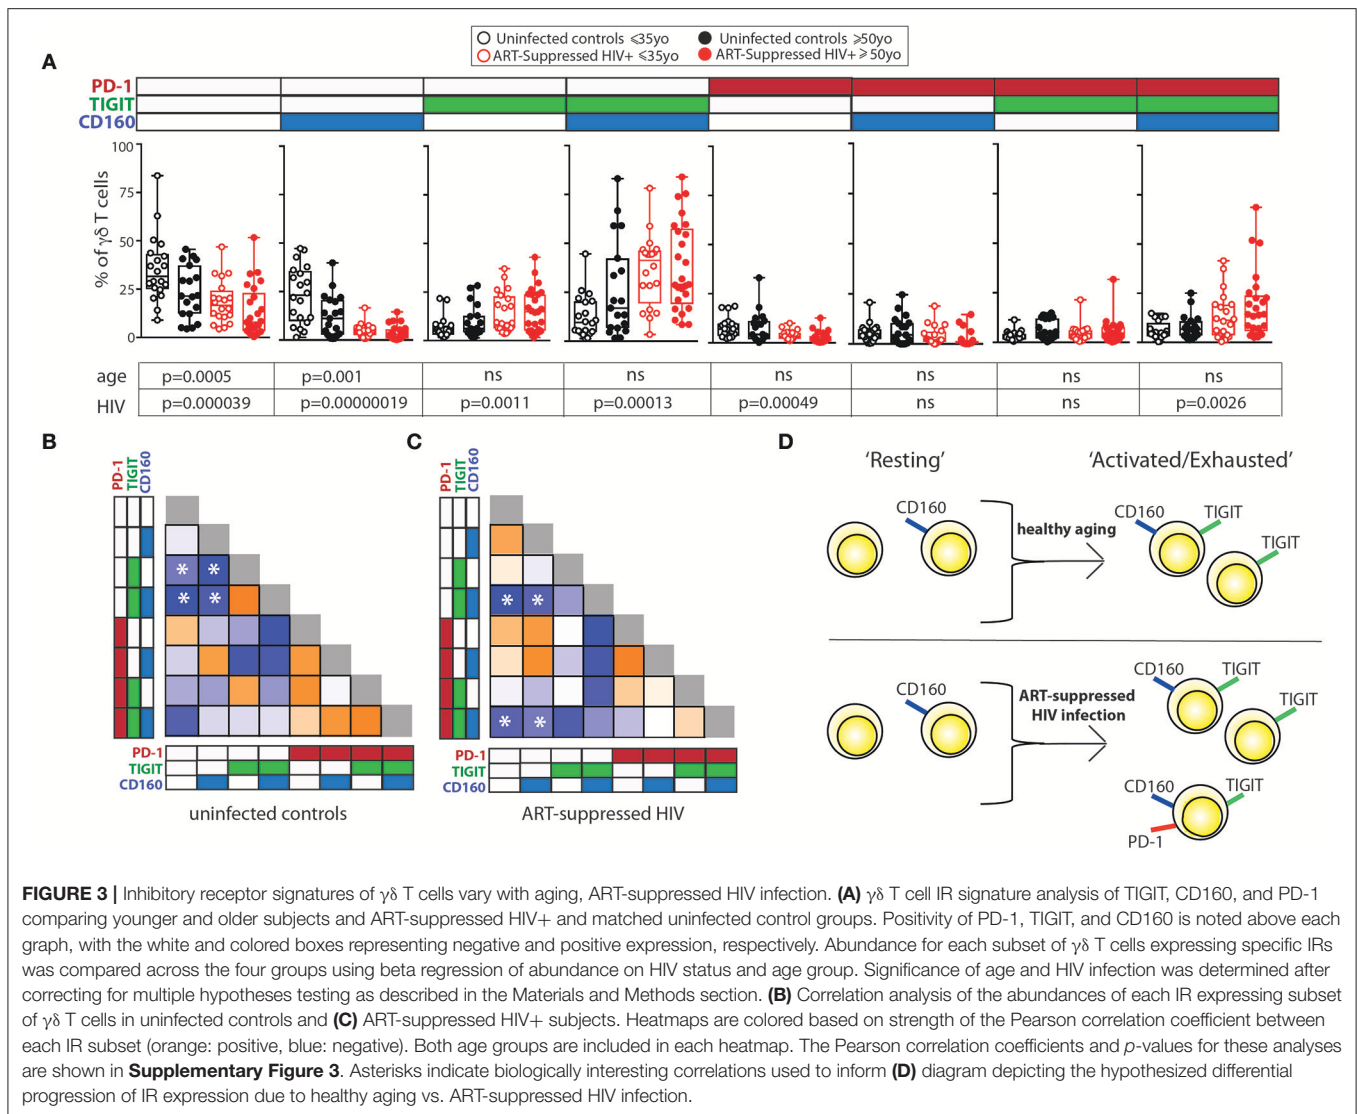 Uninfected controls ⩽35yo
Uninfected controls ⩾50yo
ART-Suppressed HIV+ ⩽35yo
ART-Suppressed HIV+ ⩾50yo
A
PD-1
TIGIT
CD160
100
75
50
25
0
% of γδ T cells
age p=0.0005 p=0.001 ns ns ns ns ns ns
HIV p=0.000039 p=0.00000019 p=0.0011 p=0.00013 p=0.00049 ns ns p=0.0026
B
PD-1
TIGIT
CD160
* *
* *
PD-1
TIGIT
CD160
uninfected controls
C
PD-1
TIGIT
CD160
* *
* *
PD-1
TIGIT
CD160
ART-suppressed HIV
D
'Resting'
'Activated/Exhausted'
CD160
healthy aging
CD160
TIGIT
TIGIT
CD160
ART-suppressed
HIV infection
CD160
TIGIT
TIGIT
CD160
TIGIT
PD-1
FIGURE 3 | Inhibitory receptor signatures of γδ T cells vary with aging, ART-suppressed HIV infection. (A) γδ T cell IR signature analysis of TIGIT, CD160, and PD-1
comparing younger and older subjects and ART-suppressed HIV+ and matched uninfected control groups. Positivity of PD-1, TIGIT, and CD160 is noted above each
graph, with the white and colored boxes representing negative and positive expression, respectively. Abundance for each subset of γδ T cells expressing specific IRs
was compared across the four groups using beta regression of abundance on HIV status and age group. Significance of age and HIV infection was determined after
correcting for multiple hypotheses testing as described in the Materials and Methods section. (B) Correlation analysis of the abundances of each IR expressing subset
of γδ T cells in uninfected controls and (C) ART-suppressed HIV+ subjects. Heatmaps are colored based on strength of the Pearson correlation coefficient between
each IR subset (orange: positive, blue: negative). Both age groups are included in each heatmap. The Pearson correlation coefficients and p-values for these analyses
are shown in Supplementary Figure 3. Asterisks indicate biologically interesting correlations used to inform (D) diagram depicting the hypothesized differential
progression of IR expression due to healthy aging vs. ART-suppressed HIV infection.